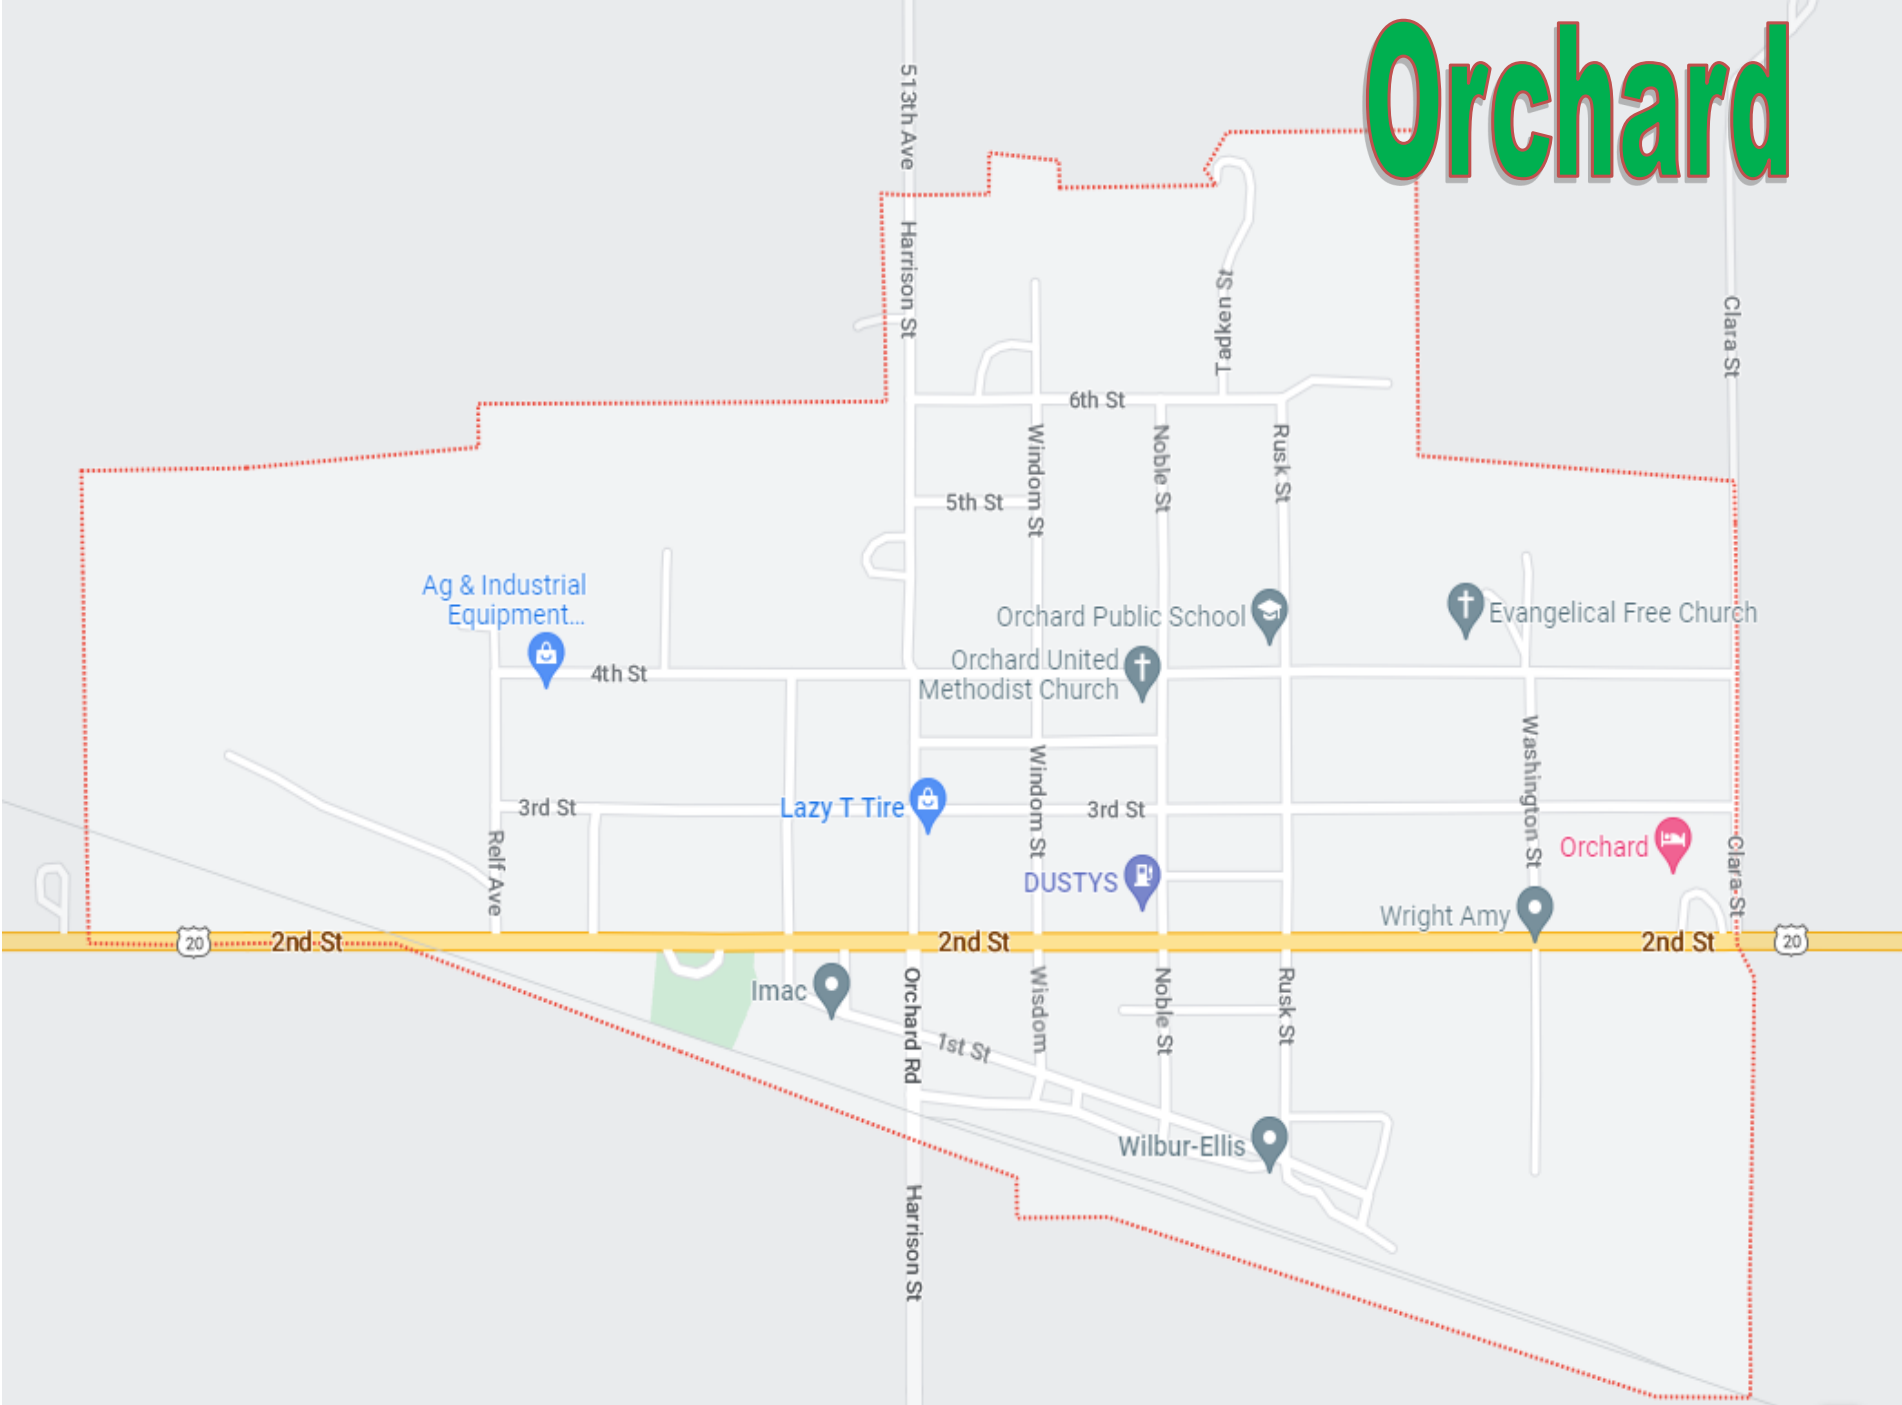 Orchard
513th Ave
Harrison St
Tadken St
Clara St
6th St
Windom St
Noble St
Rusk St
5th St
Ag & Industrial
Equipment...
Orchard Public School
Evangelical Free Church
4th St
Orchard United
Methodist Church
Washington St
Windom St
3rd St
Lazy T Tire
3rd St
Relf Ave
Orchard
Clara St
DUSTYS
Wright Amy
20
2nd St
2nd St
2nd St
20
Imac
Orchard Rd
Wisdom
Noble St
Rusk St
1st St
Wilbur-Ellis
Harrison St